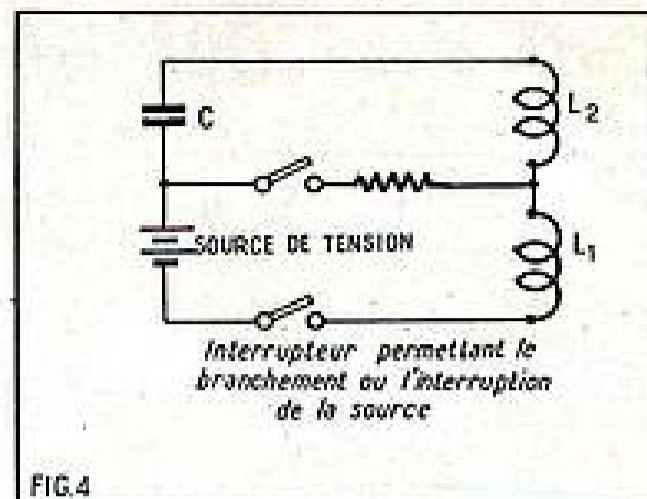 C
L2
SOURCE DE TENSION
L1
Interrupteur permettant le
branchement ou l'interruption
de la source
FIG.4